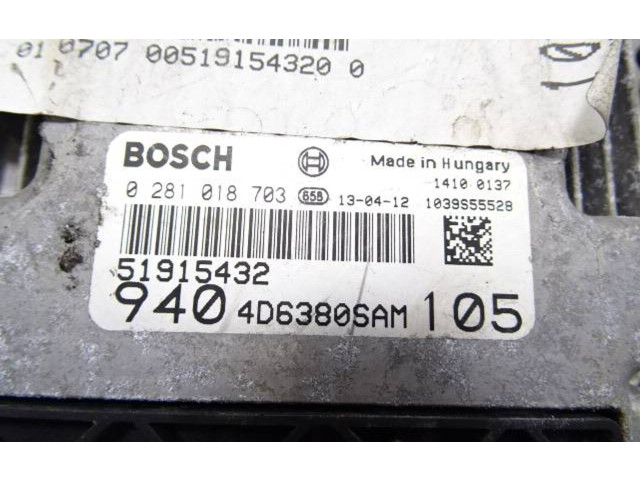 01 0707 00519154320 0
BOSCH Made in Hungary
1410 0137
0 281 018 703 658 13-04-12 1039S55528
51915432
940 4D6380SAM 105